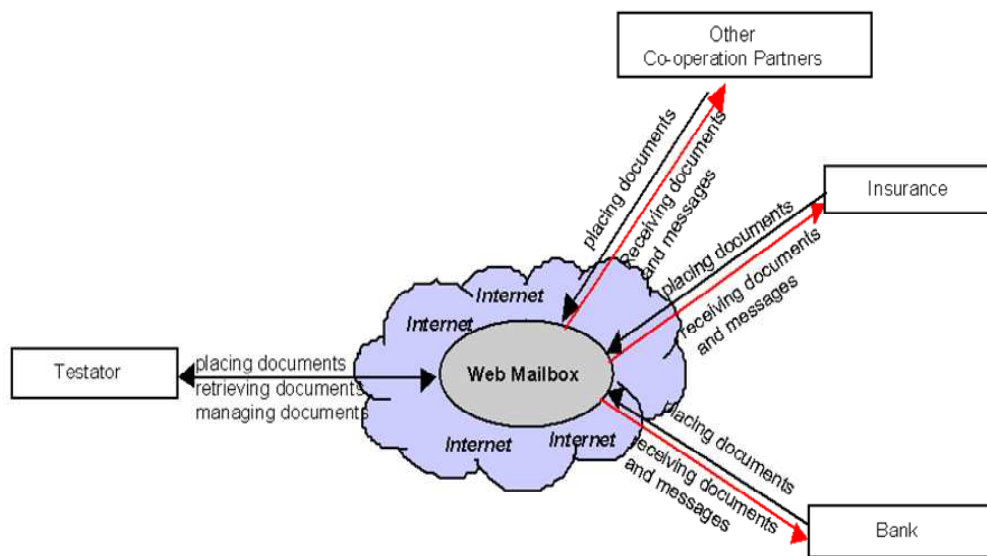 Other
Co-operation Partners
placing documents
Receiving documents
and messages
Insurance
placing documents
receiving documents
and messages
Internet
Internet
Web Mailbox
Testator
placing documents
retrieving documents
managing documents
Internet
Internet
placing documents
receiving documents
and messages
Bank